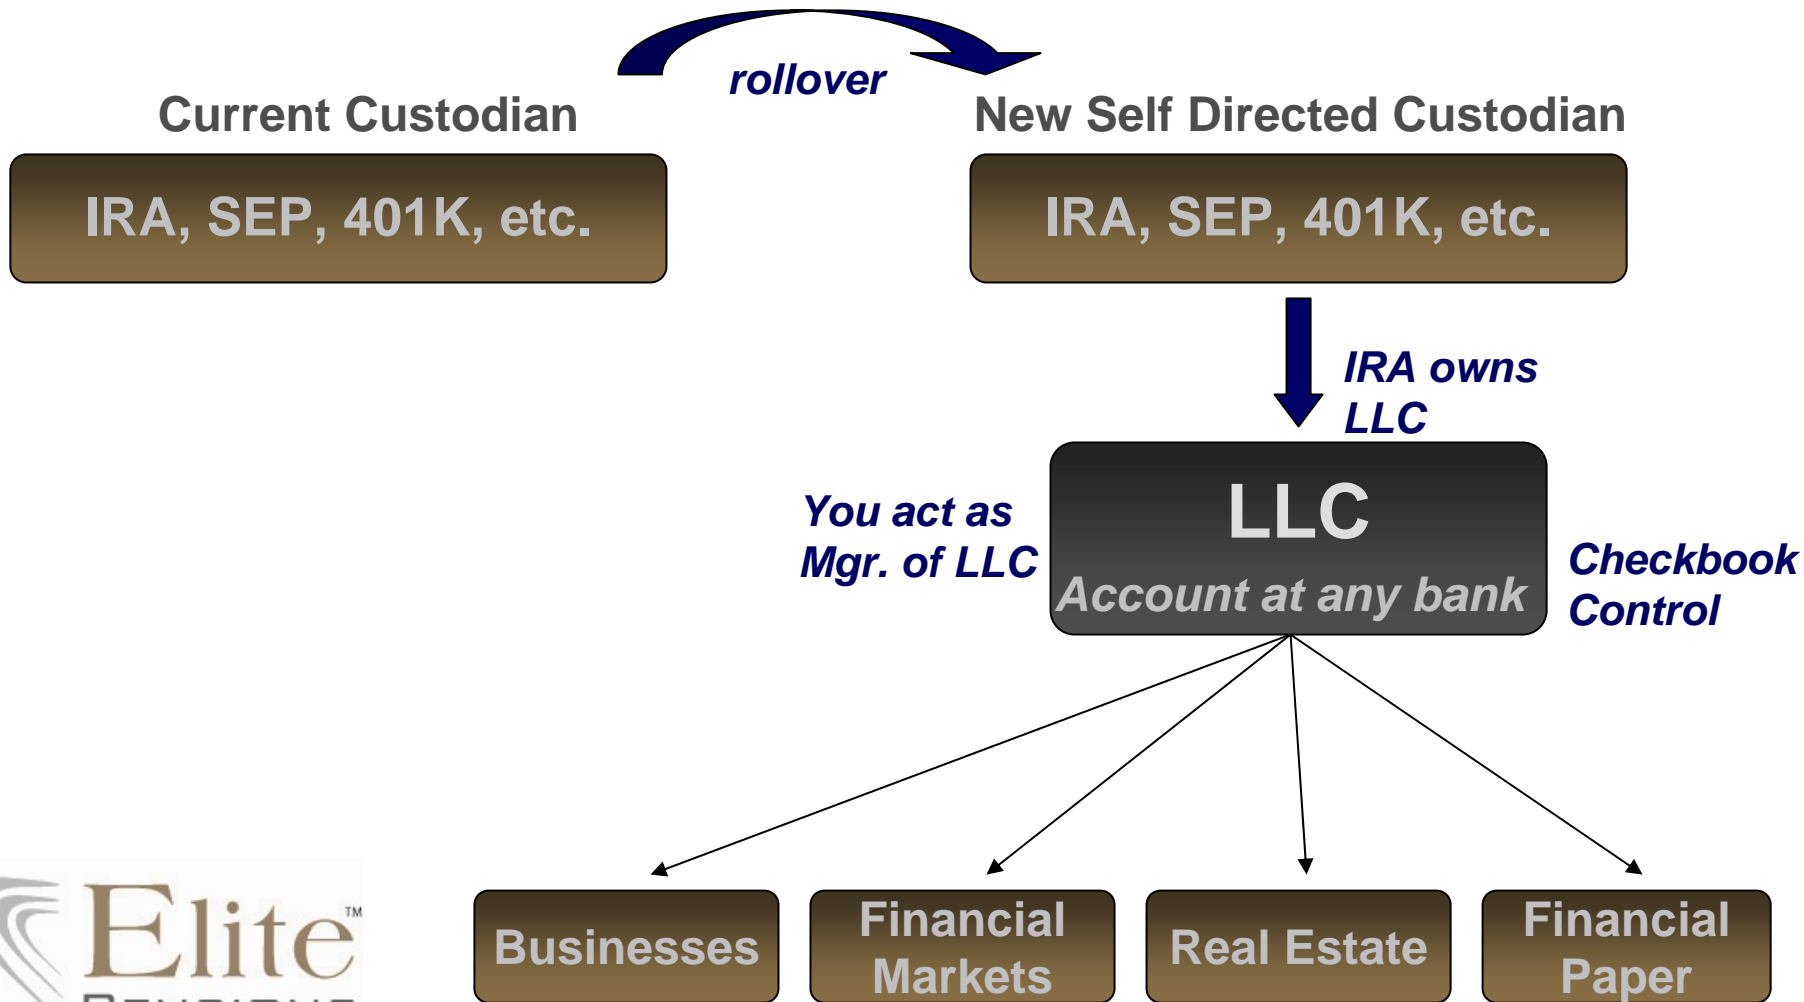 rollover
Current Custodian
New Self Directed Custodian
IRA, SEP, 401K, etc.
IRA, SEP, 401K, etc.
IRA owns
LLC
You act as
Mgr. of LLC
LLC
Account at any bank
Checkbook
Control
Elite™
PENSIONS
Businesses
Financial
Markets
Real Estate
Financial
Paper